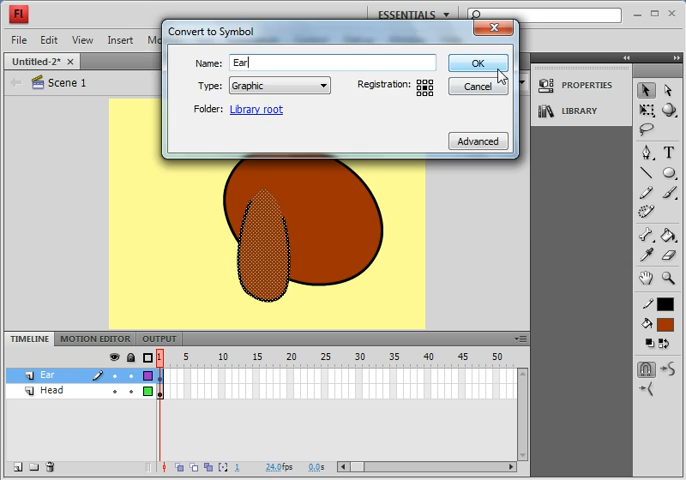 Fl
ESSENTIALS
Convert to Symbol
File Edit View Insert
Name: Ear
OK
Type: Graphic
Registration:
Cancel
Folder: Library root
Advanced
Untitled-2*
Scene 1
PROPERTIES
LIBRARY
T
TIMELINE MOTION EDITOR OUTPUT
1 5 10 15 20 25 30 35 40 45 50
Ear
Head
1 24.0fps 0.0s